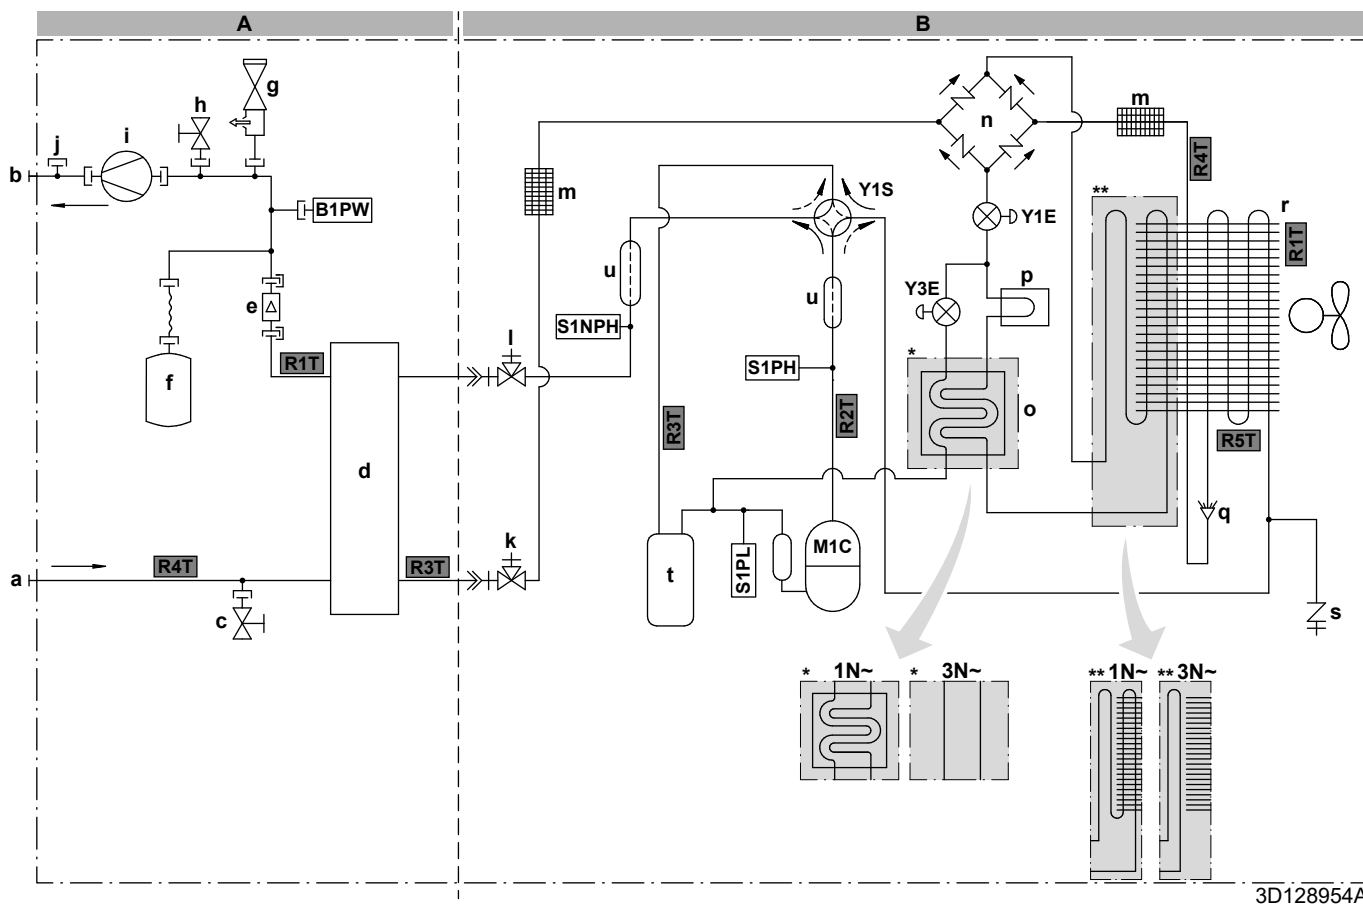 A
B
g
h
j
i
b
B1PW
e
f
R1T
d
a
R4T
R3T
c
m
u
S1NPH
l
k
R3T
t
S1PL
M1C
S1PH
R2T
u
Y1S
n
Y1E
Y3E
p
*
o
m
R4T
**
r
R1T
R5T
q
s
* 1N~
* 3N~
** 1N~
** 3N~
3D128954A